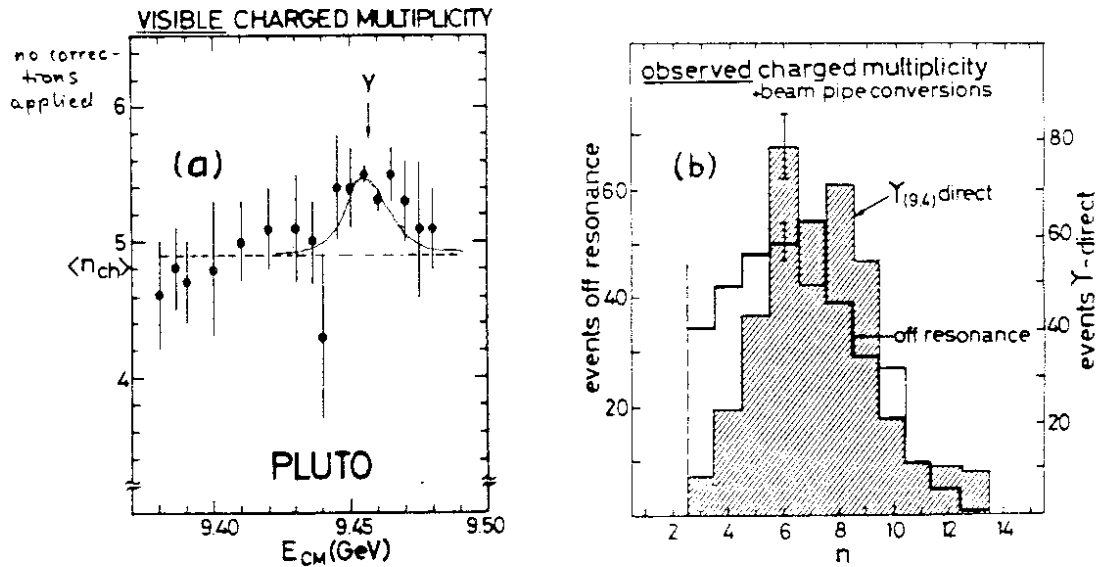 VISIBLE CHARGED MULTIPLICITY
no correc-
tions
applied
6
5
<n_ch>
4
ϒ
(a)
PLUTO
9.40
9.45
9.50
E_CM (GeV)
observed charged multiplicity
+beam pipe conversions
(b)
events off resonance
60
40
20
ϒ(9.4) direct
off resonance
80
60
40
20
events ϒ-direct
2 4 6 8 10 12 14
n